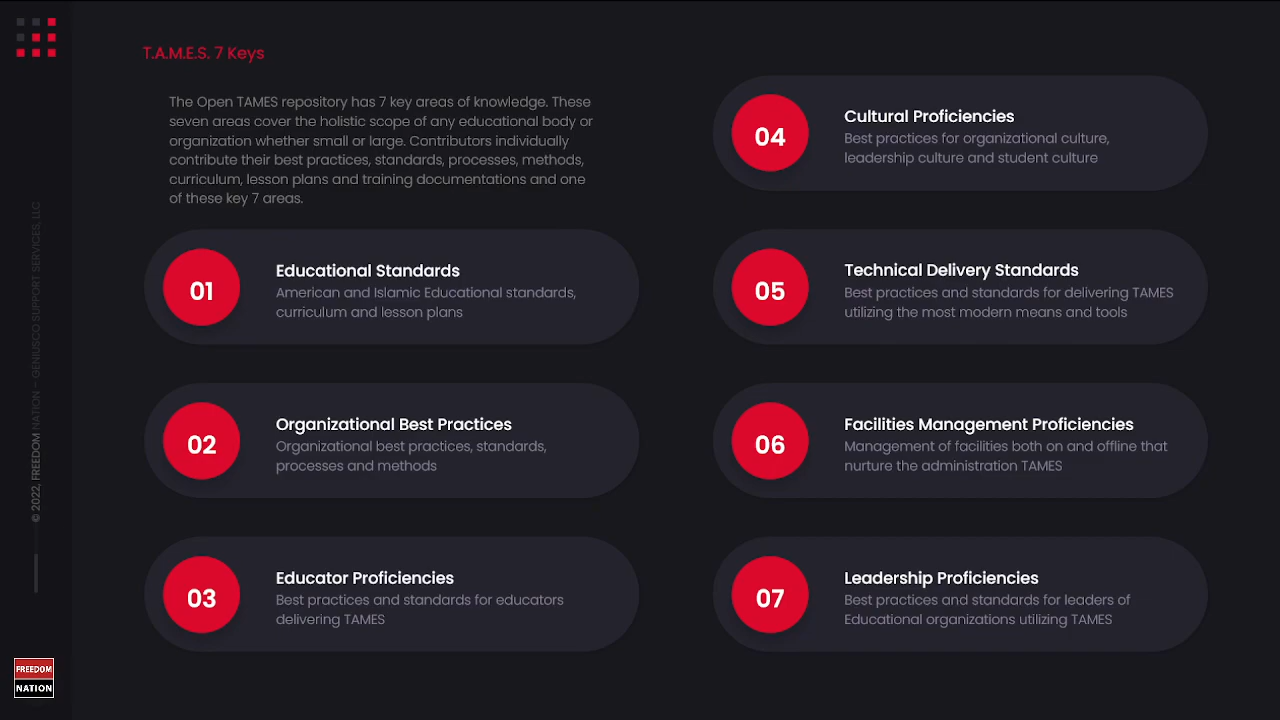 T.A.M.E.S. 7 Keys
The Open TAMES repository has 7 key areas of knowledge. These
seven areas cover the holistic scope of any educational body or
organization whether small or large. Contributors individually
contribute their best practices, standards, processes, methods,
curriculum, lesson plans and training documentations and one
of these key 7 areas.
01
Educational Standards
American and Islamic Educational standards,
curriculum and lesson plans
02
Organizational Best Practices
Organizational best practices, standards,
processes and methods
03
Educator Proficiencies
Best practices and standards for educators
delivering TAMES
04
Cultural Proficiencies
Best practices for organizational culture,
leadership culture and student culture
05
Technical Delivery Standards
Best practices and standards for delivering TAMES
utilizing the most modern means and tools
06
Facilities Management Proficiencies
Management of facilities both on and offline that
nurture the administration TAMES
07
Leadership Proficiencies
Best practices and standards for leaders of
Educational organizations utilizing TAMES
© 2022, FREEDOM NATION – GENIUSCO SUPPORT SERVICES, LLC
FREEDOM
NATION